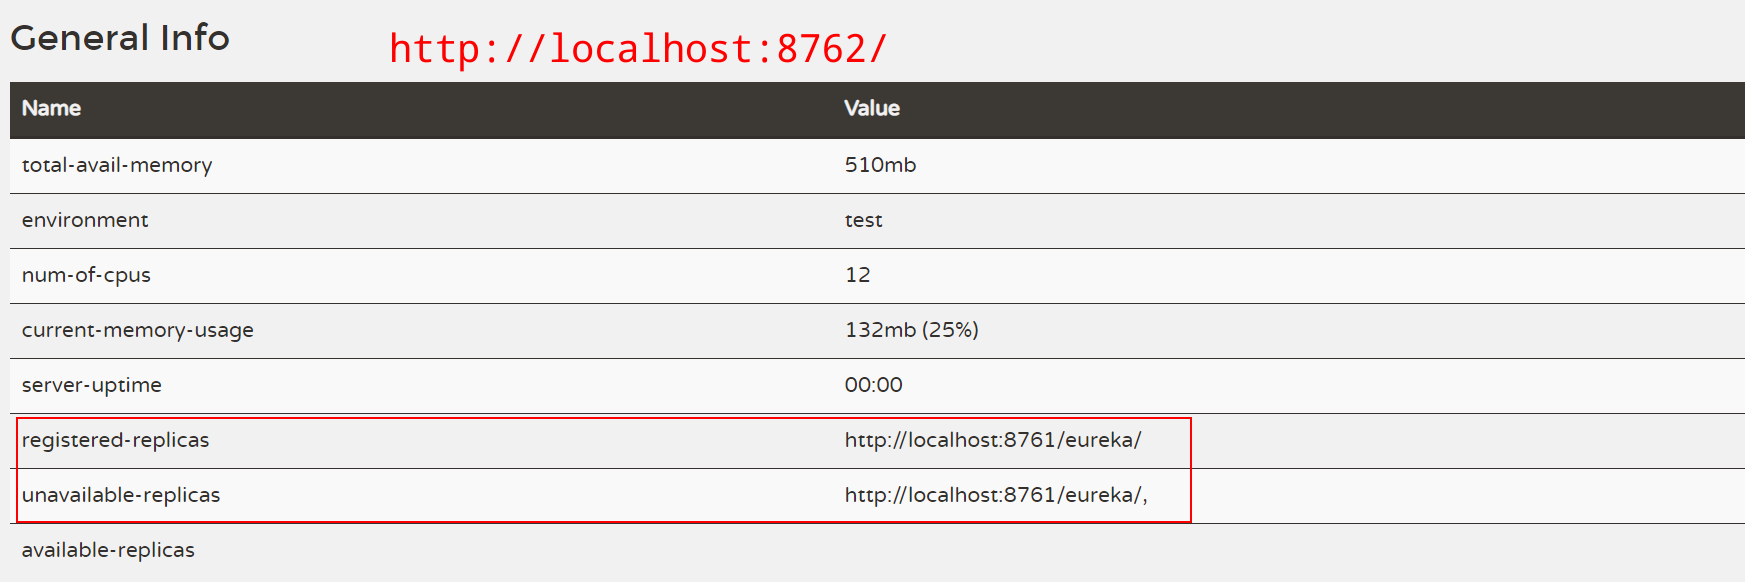 General Info
http://localhost:8762/
Name Value
total-avail-memory 510mb
environment test
num-of-cpus 12
current-memory-usage 132mb (25%)
server-uptime 00:00
registered-replicas http://localhost:8761/eureka/
unavailable-replicas http://localhost:8761/eureka/,
available-replicas